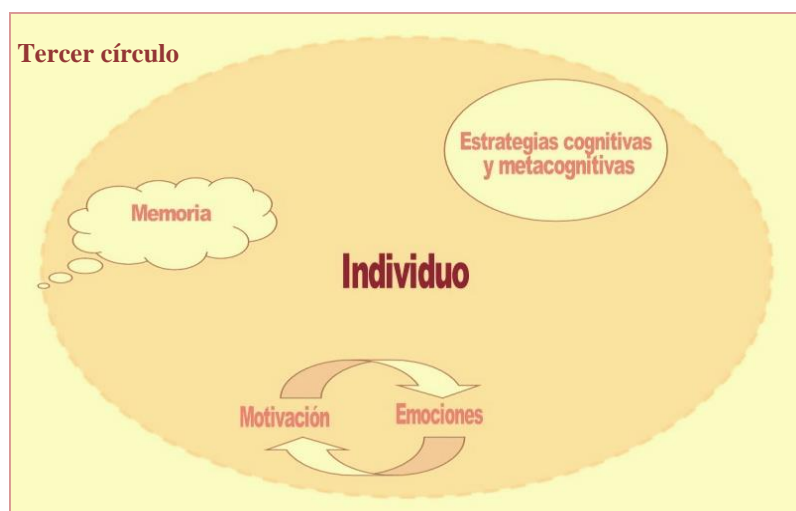 Tercer círculo
Estrategias cognitivas
y metacognitivas
Memoria
Individuo
Motivación
Emociones